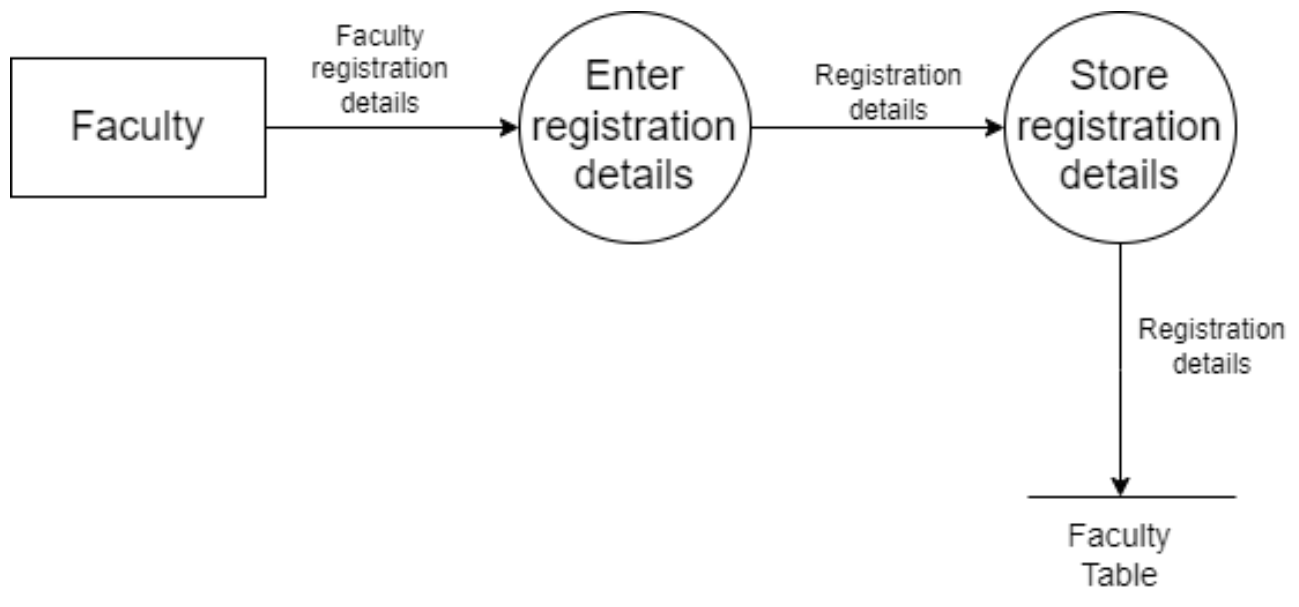 Faculty
Faculty
registration
details
Enter
registration
details
Registration
details
Store
registration
details
Registration
details
Faculty
Table